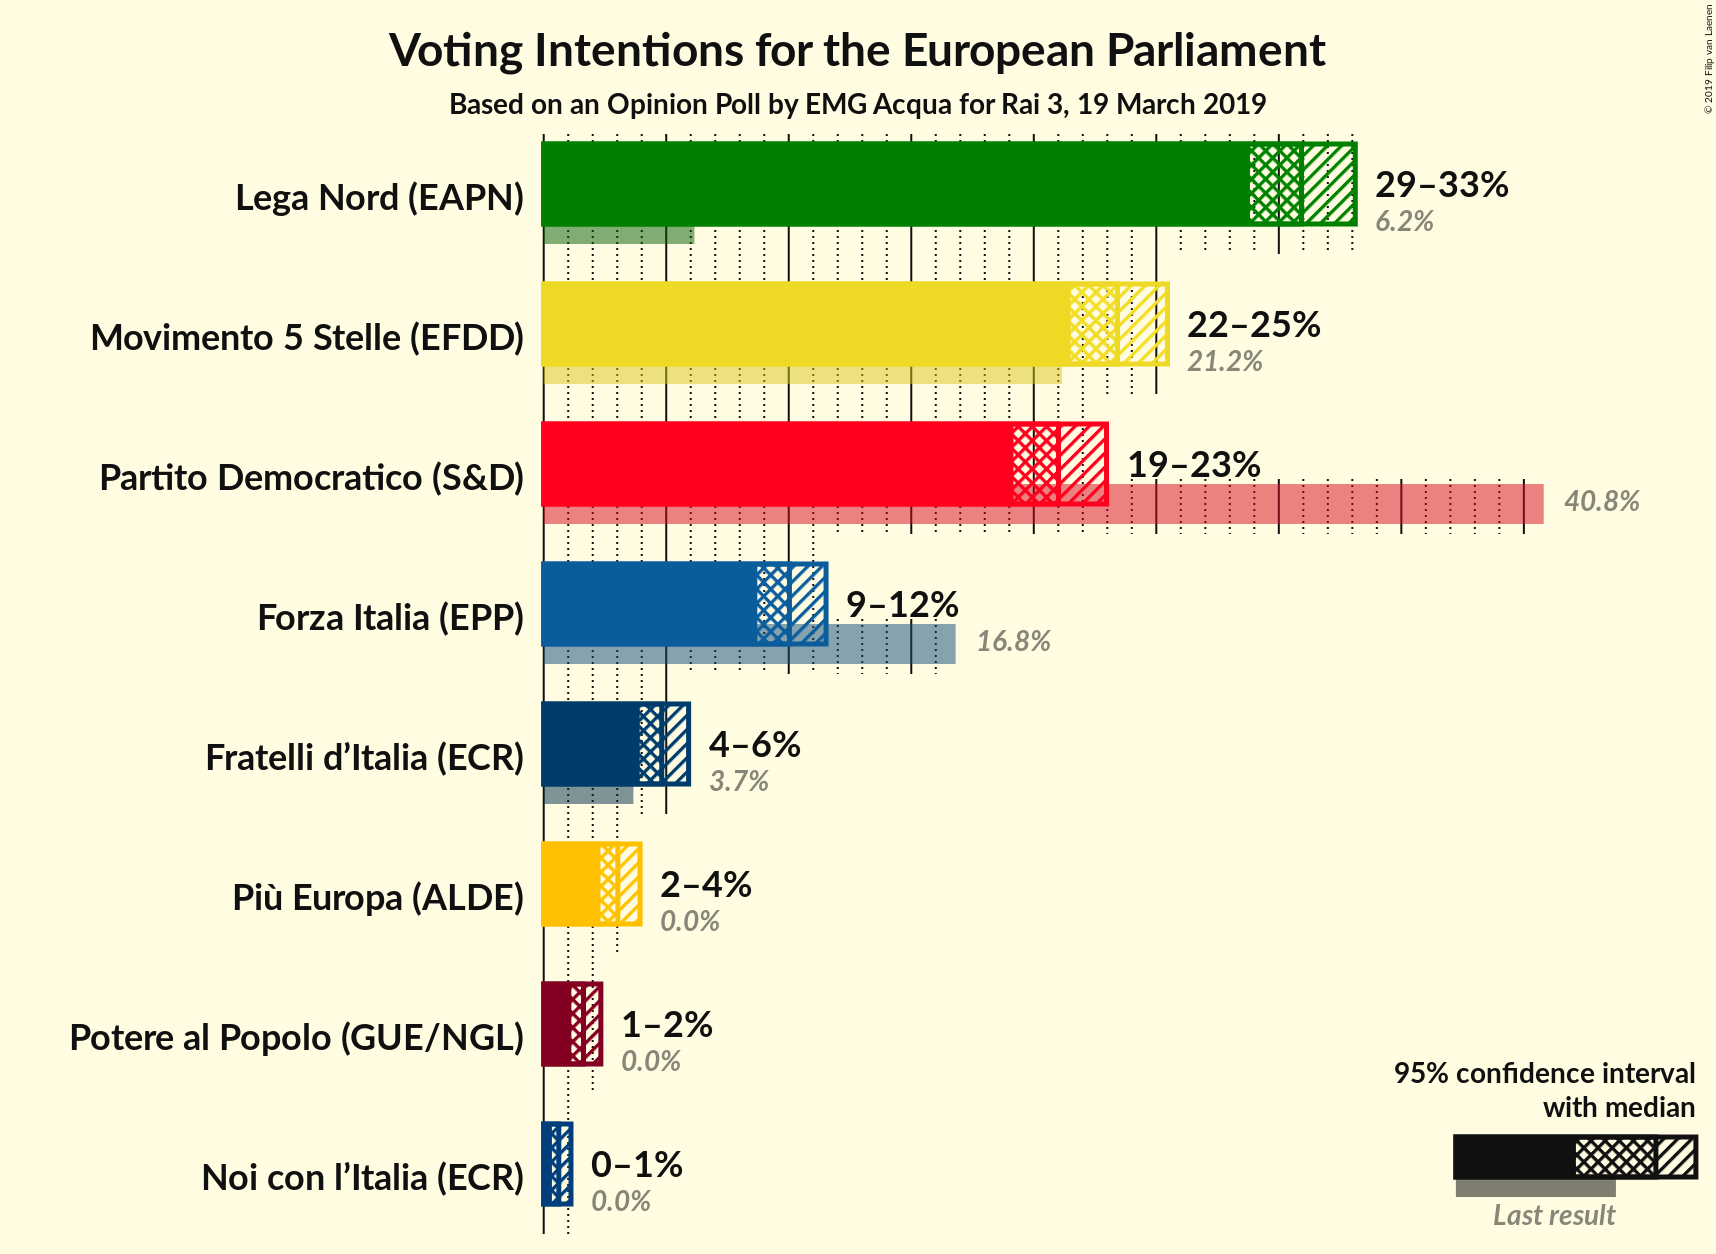 Voting Intentions for the European Parliament
Based on an Opinion Poll by EMG Acqua for Rai 3, 19 March 2019
© 2019 Filip van Laenen
Lega Nord (EAPN)
29–33%
6.2%
Movimento 5 Stelle (EFDD)
22–25%
21.2%
Partito Democratico (S&D)
19–23%
40.8%
Forza Italia (EPP)
9–12%
16.8%
Fratelli d’Italia (ECR)
4–6%
3.7%
Più Europa (ALDE)
2–4%
0.0%
Potere al Popolo (GUE/NGL)
1–2%
0.0%
Noi con l’Italia (ECR)
0–1%
0.0%
95% confidence interval
with median
Last result